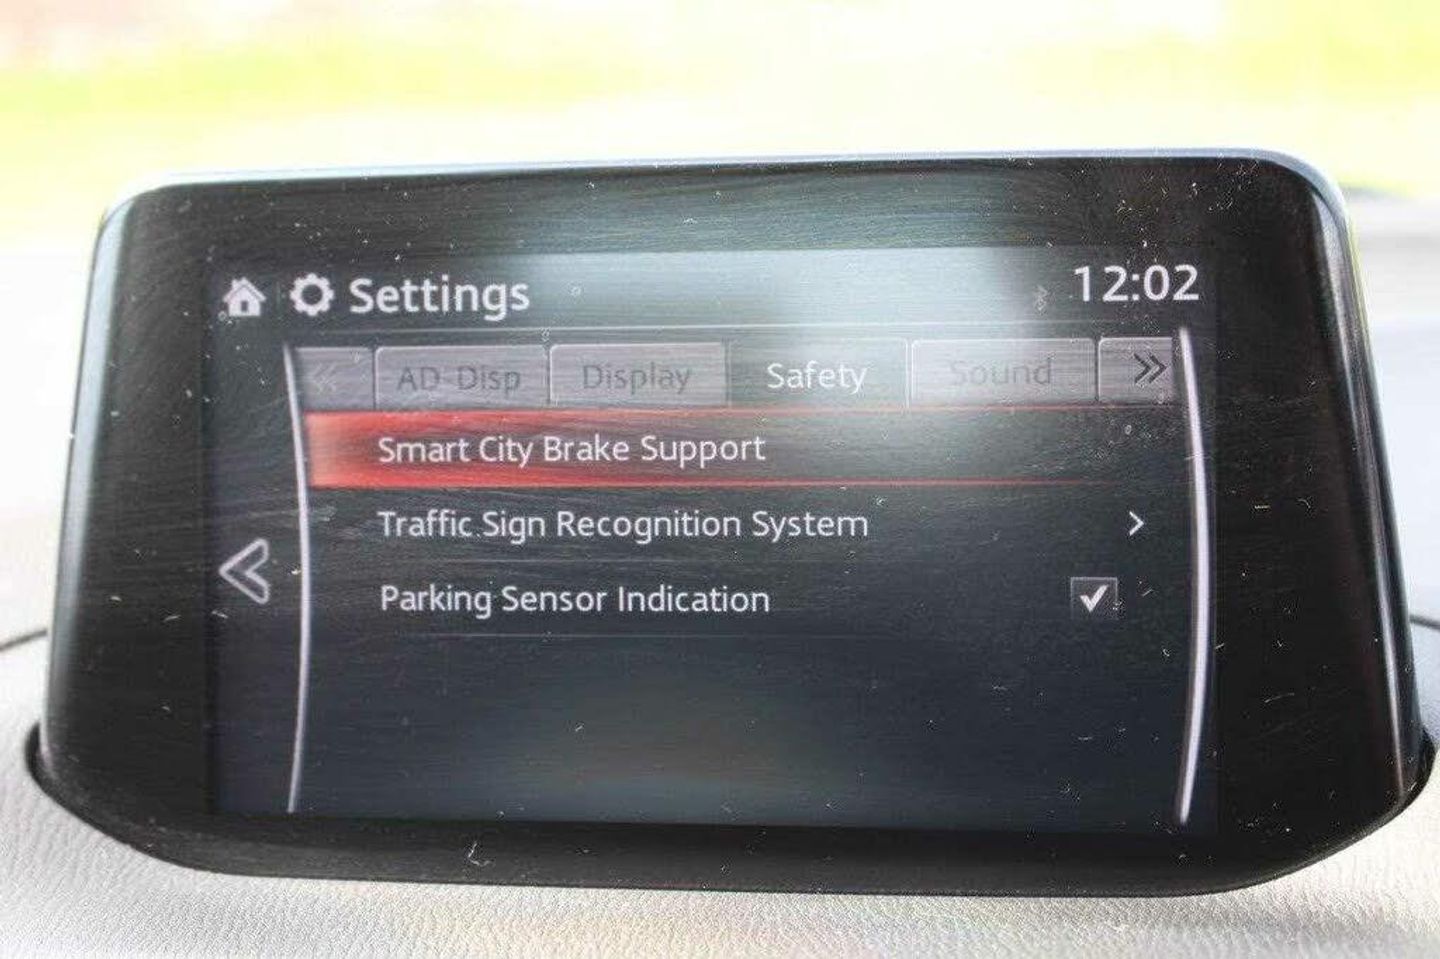 Settings 12:02
AD-Disp Display Safety Sound
Smart City Brake Support
Traffic Sign Recognition System
Parking Sensor Indication